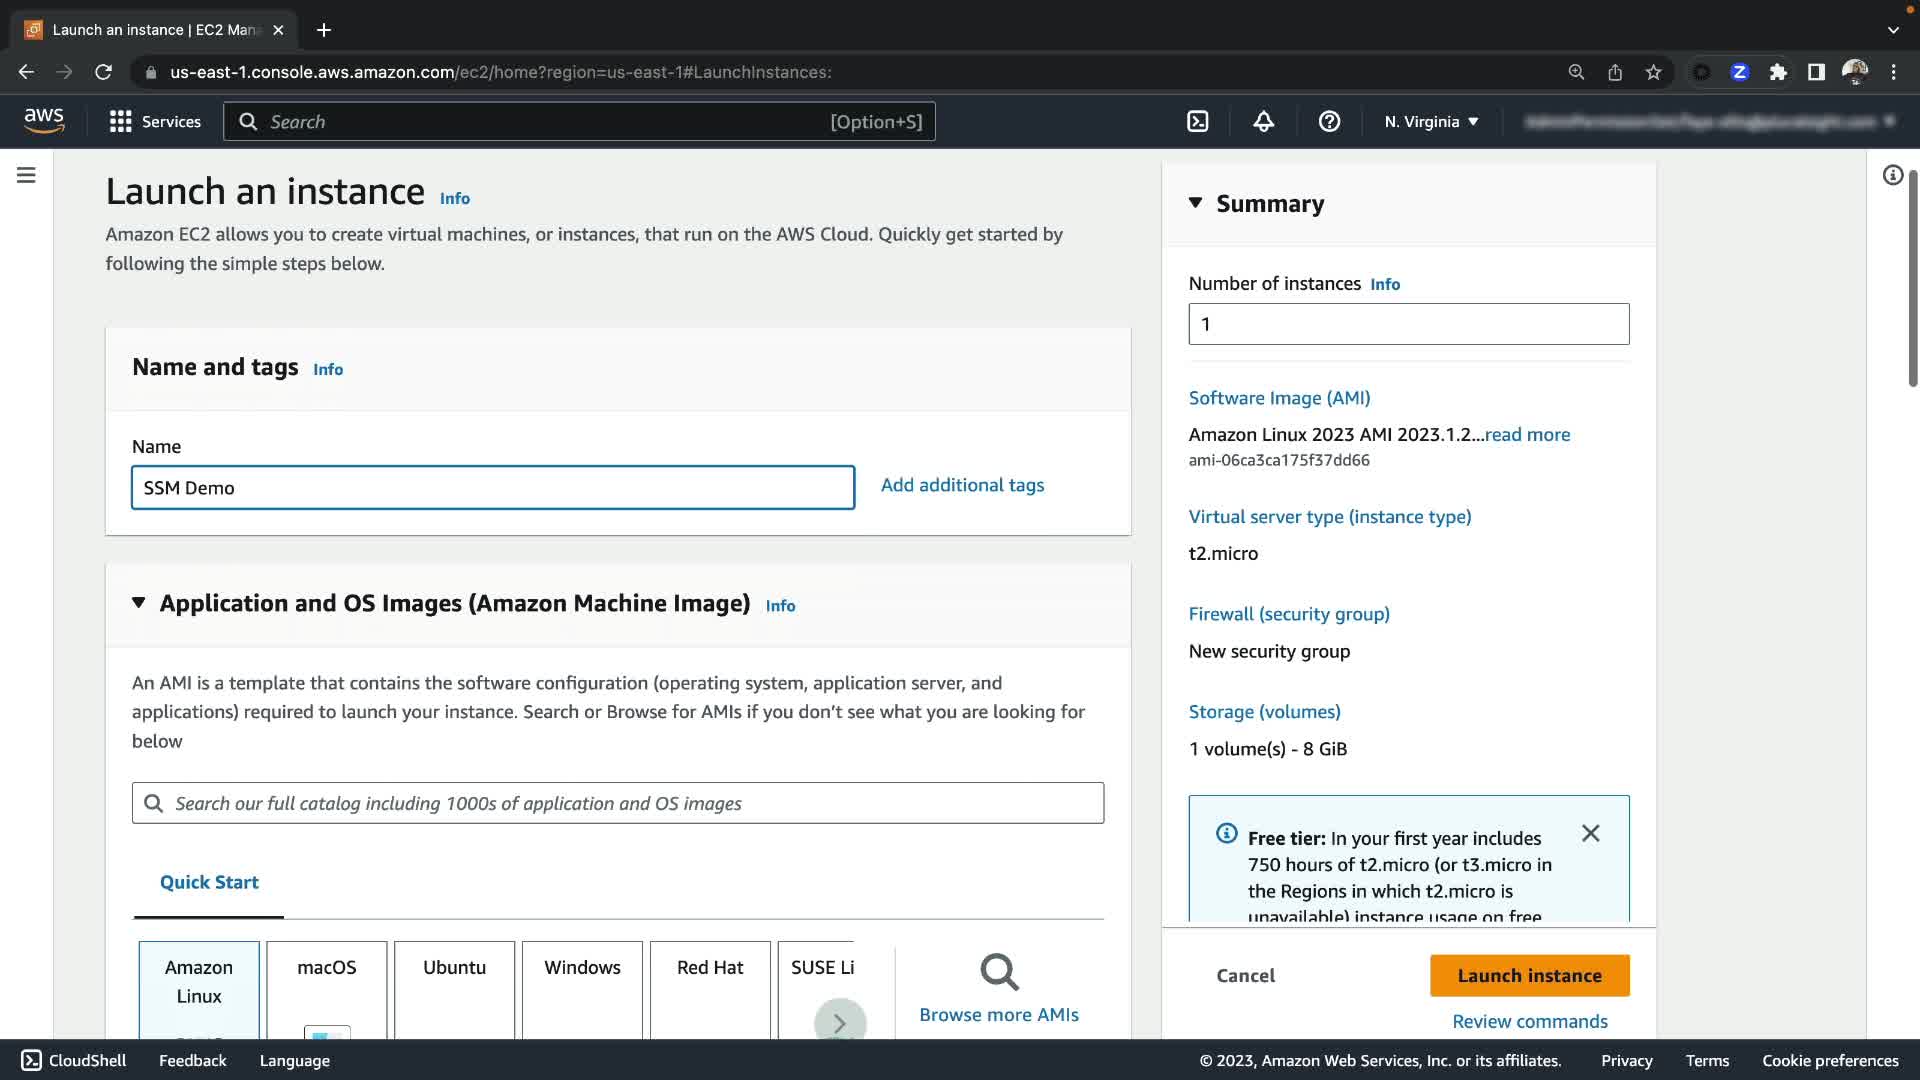 Launch an instance | EC2 Man
us-east-1.console.aws.amazon.com/ec2/home?region=us-east-1#LaunchInstances:
Z
aws
Services
Search
[Option+S]
N. Virginia
Launch an instance Info
Amazon EC2 allows you to create virtual machines, or instances, that run on the AWS Cloud. Quickly get started by
following the simple steps below.
Name and tags Info
Name
SSM Demo
Add additional tags
Application and OS Images (Amazon Machine Image) Info
An AMI is a template that contains the software configuration (operating system, application server, and
applications) required to launch your instance. Search or Browse for AMIs if you don’t see what you are looking for
below
Search our full catalog including 1000s of application and OS images
Quick Start
Amazon
Linux
macOS
Ubuntu
Windows
Red Hat
SUSE Li
Browse more AMIs
Summary
Number of instances Info
1
Software Image (AMI)
Amazon Linux 2023 AMI 2023.1.2...read more
ami-06ca3ca175f37dd66
Virtual server type (instance type)
t2.micro
Firewall (security group)
New security group
Storage (volumes)
1 volume(s) - 8 GiB
Free tier: In your first year includes
750 hours of t2.micro (or t3.micro in
the Regions in which t2.micro is
unavailable) instance usage on free
Cancel
Launch instance
Review commands
CloudShell
Feedback
Language
© 2023, Amazon Web Services, Inc. or its affiliates.
Privacy
Terms
Cookie preferences